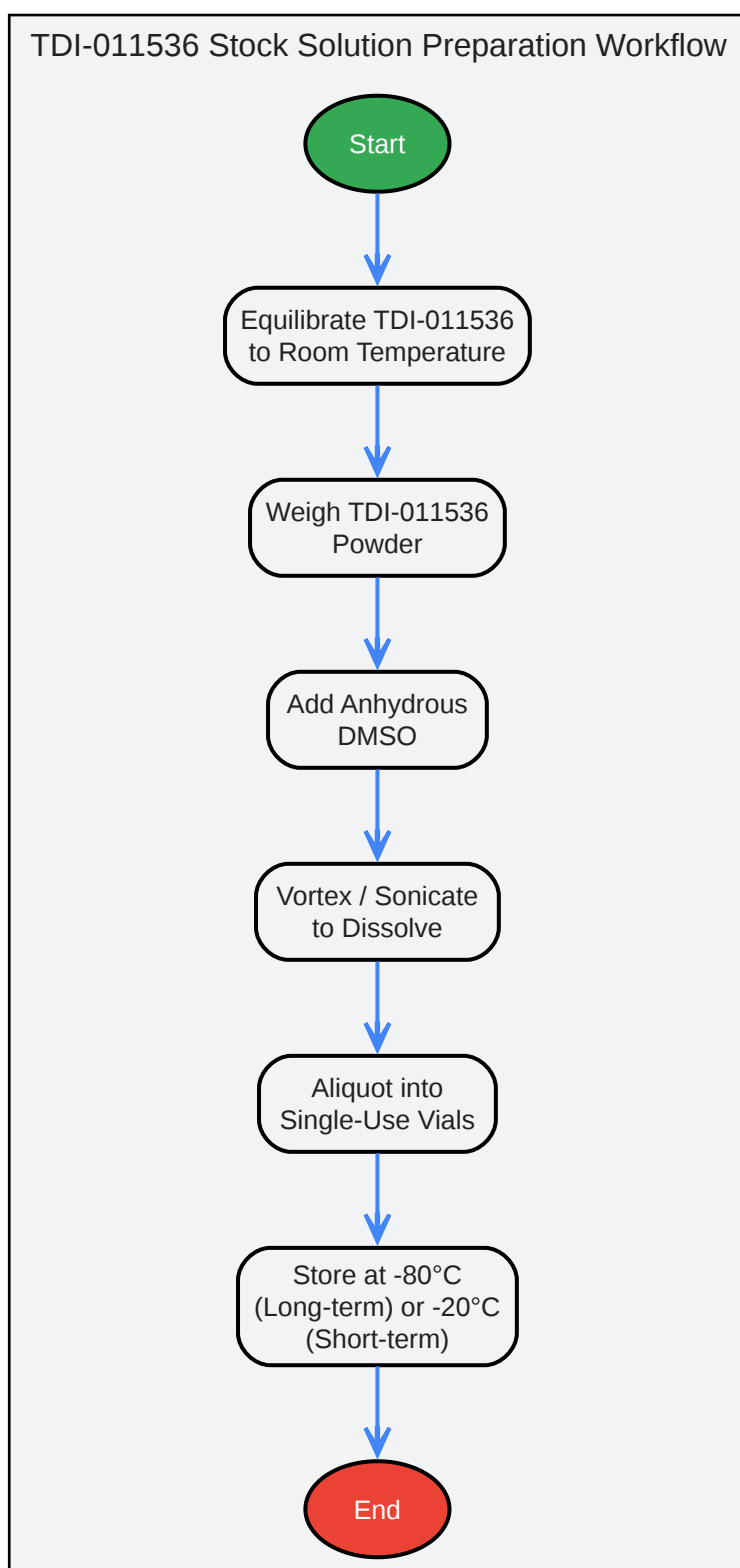 TDI-011536 Stock Solution Preparation Workflow
Start
Equilibrate TDI-011536
to Room Temperature
Weigh TDI-011536
Powder
Add Anhydrous
DMSO
Vortex / Sonicate
to Dissolve
Aliquot into
Single-Use Vials
Store at -80°C
(Long-term) or -20°C
(Short-term)
End